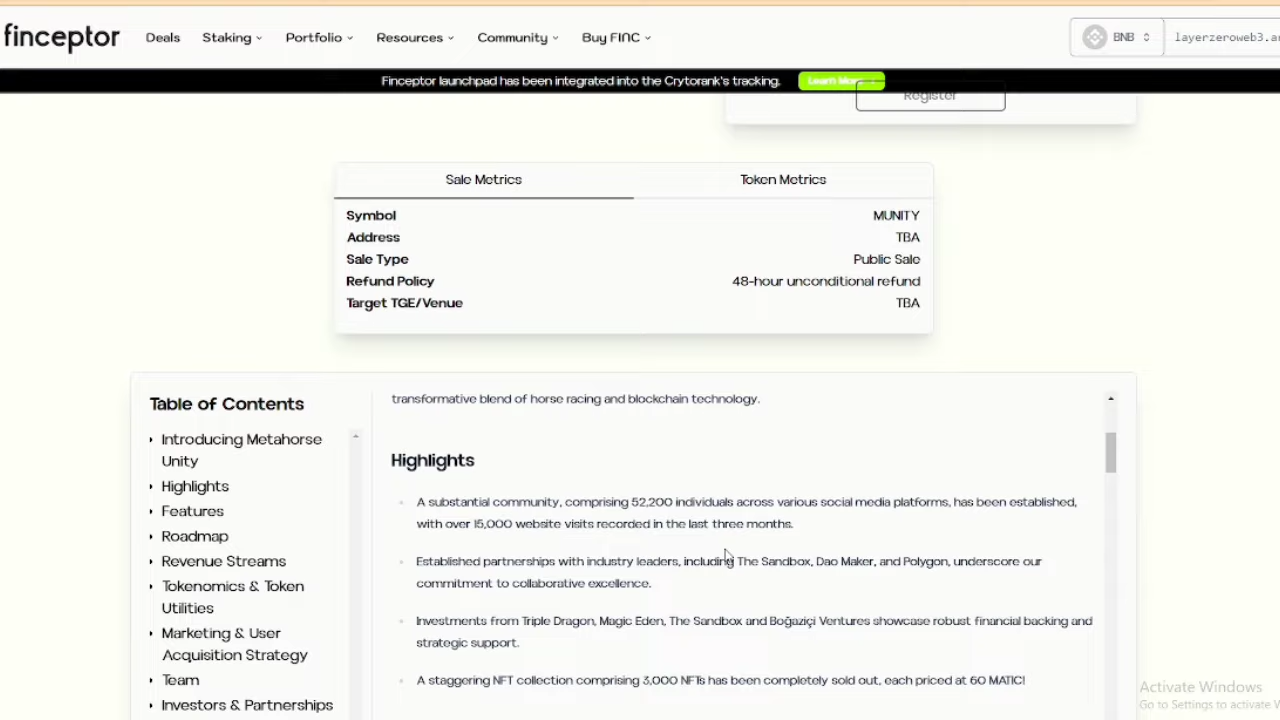 finceptor Deals Staking Portfolio Resources Community Buy FINC BNB layerzeroweb3.ar
Finceptor launchpad has been integrated into the Crytorank's tracking. Learn More
Register
Sale Metrics Token Metrics
Symbol MUNITY
Address TBA
Sale Type Public Sale
Refund Policy 48-hour unconditional refund
Target TGE/Venue TBA
Table of Contents
Introducing Metahorse
Unity
Highlights
Features
Roadmap
Revenue Streams
Tokenomics & Token
Utilities
Marketing & User
Acquisition Strategy
Team
Investors & Partnerships
transformative blend of horse racing and blockchain technology.
Highlights
A substantial community, comprising 52,200 individuals across various social media platforms, has been established,
with over 15,000 website visits recorded in the last three months.
Established partnerships with industry leaders, including The Sandbox, Dao Maker, and Polygon, underscore our
commitment to collaborative excellence.
Investments from Triple Dragon, Magic Eden, The Sandbox and Boğaziçi Ventures showcase robust financial backing and
strategic support.
A staggering NFT collection comprising 3,000 NFTs has been completely sold out, each priced at 60 MATIC!
Activate Windows
Go to Settings to activate W